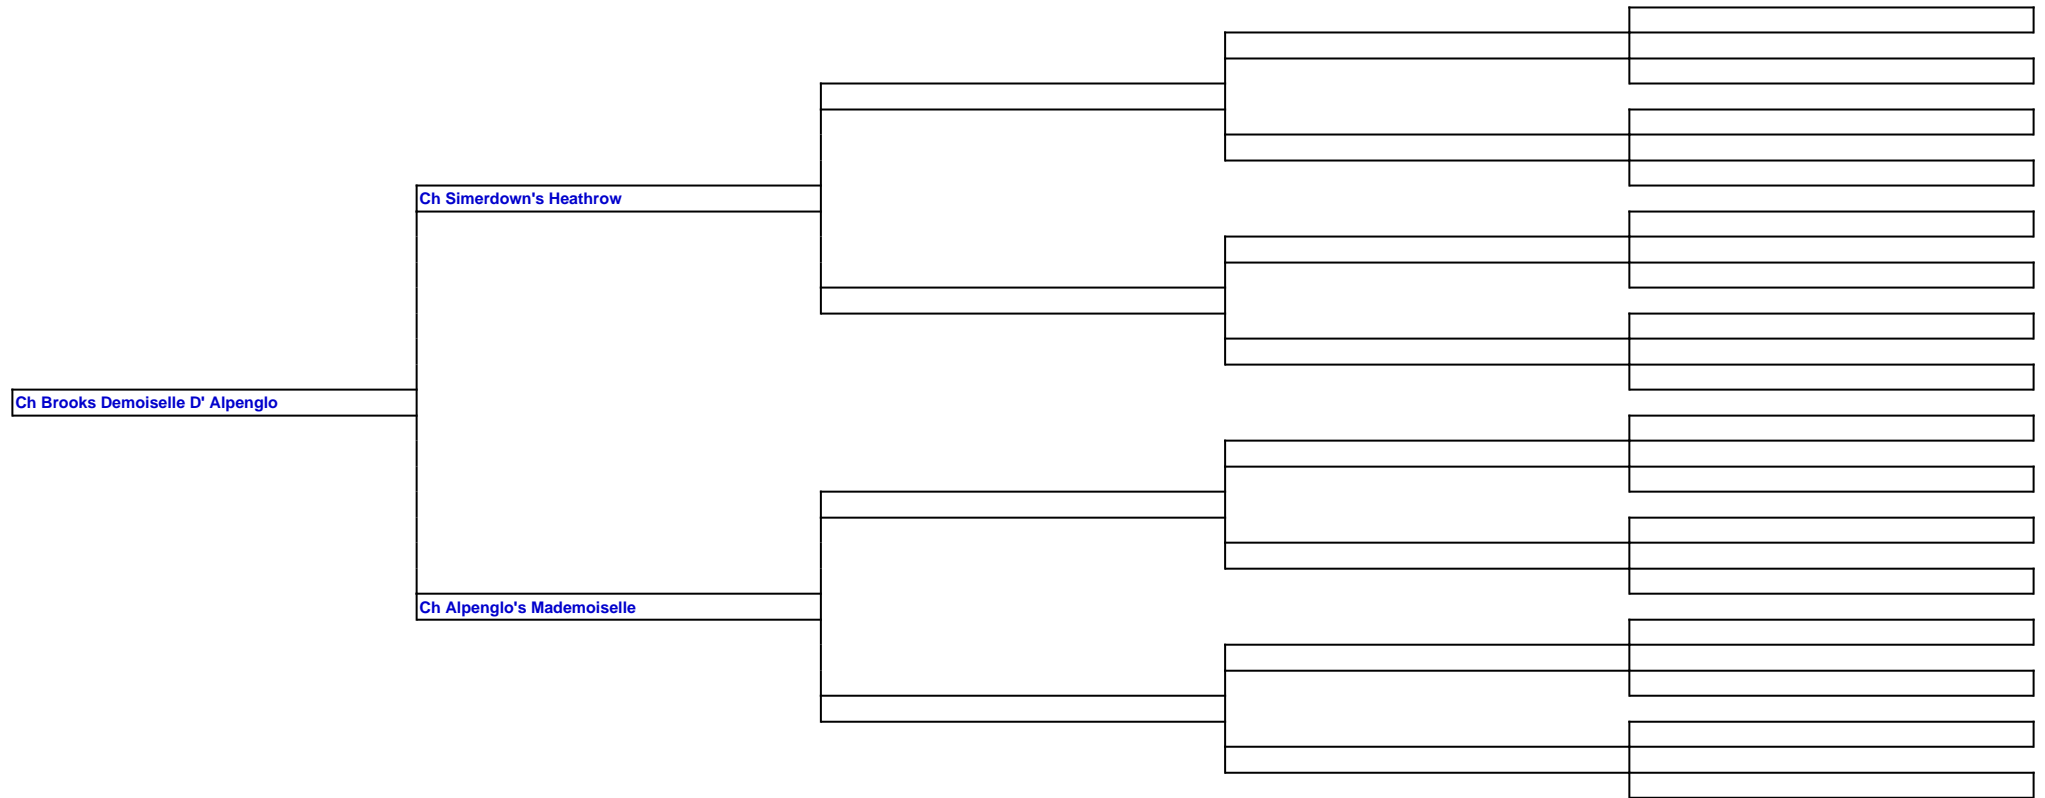 Ch Simerdown's Heathrow
Ch Brooks Demoiselle D' Alpenglo
Ch Alpenglo's Mademoiselle